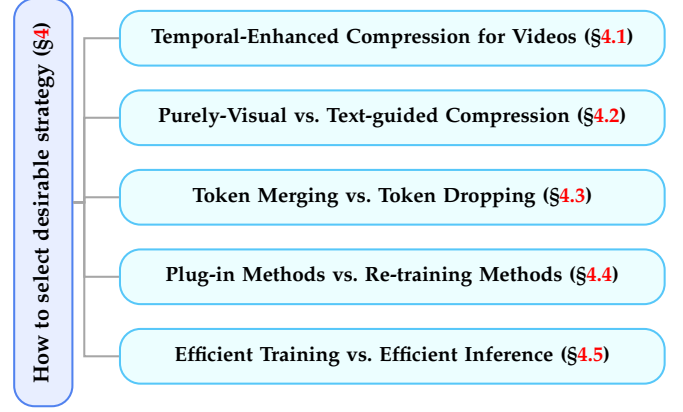 How to select desirable strategy (§4)
Temporal-Enhanced Compression for Videos (§4.1)
Purely-Visual vs. Text-guided Compression (§4.2)
Token Merging vs. Token Dropping (§4.3)
Plug-in Methods vs. Re-training Methods (§4.4)
Efficient Training vs. Efficient Inference (§4.5)